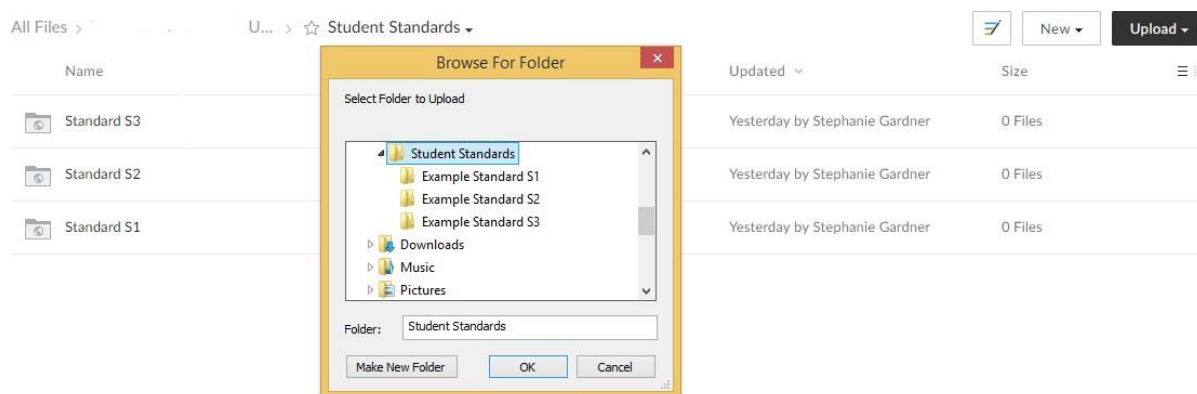 All Files > U... > Student Standards
New
Upload
Name
Updated
Size
Standard S3
Yesterday by Stephanie Gardner
0 Files
Standard S2
Yesterday by Stephanie Gardner
0 Files
Standard S1
Yesterday by Stephanie Gardner
0 Files
Browse For Folder
Select Folder to Upload
Student Standards
Example Standard S1
Example Standard S2
Example Standard S3
Downloads
Music
Pictures
Folder: Student Standards
Make New Folder
OK
Cancel